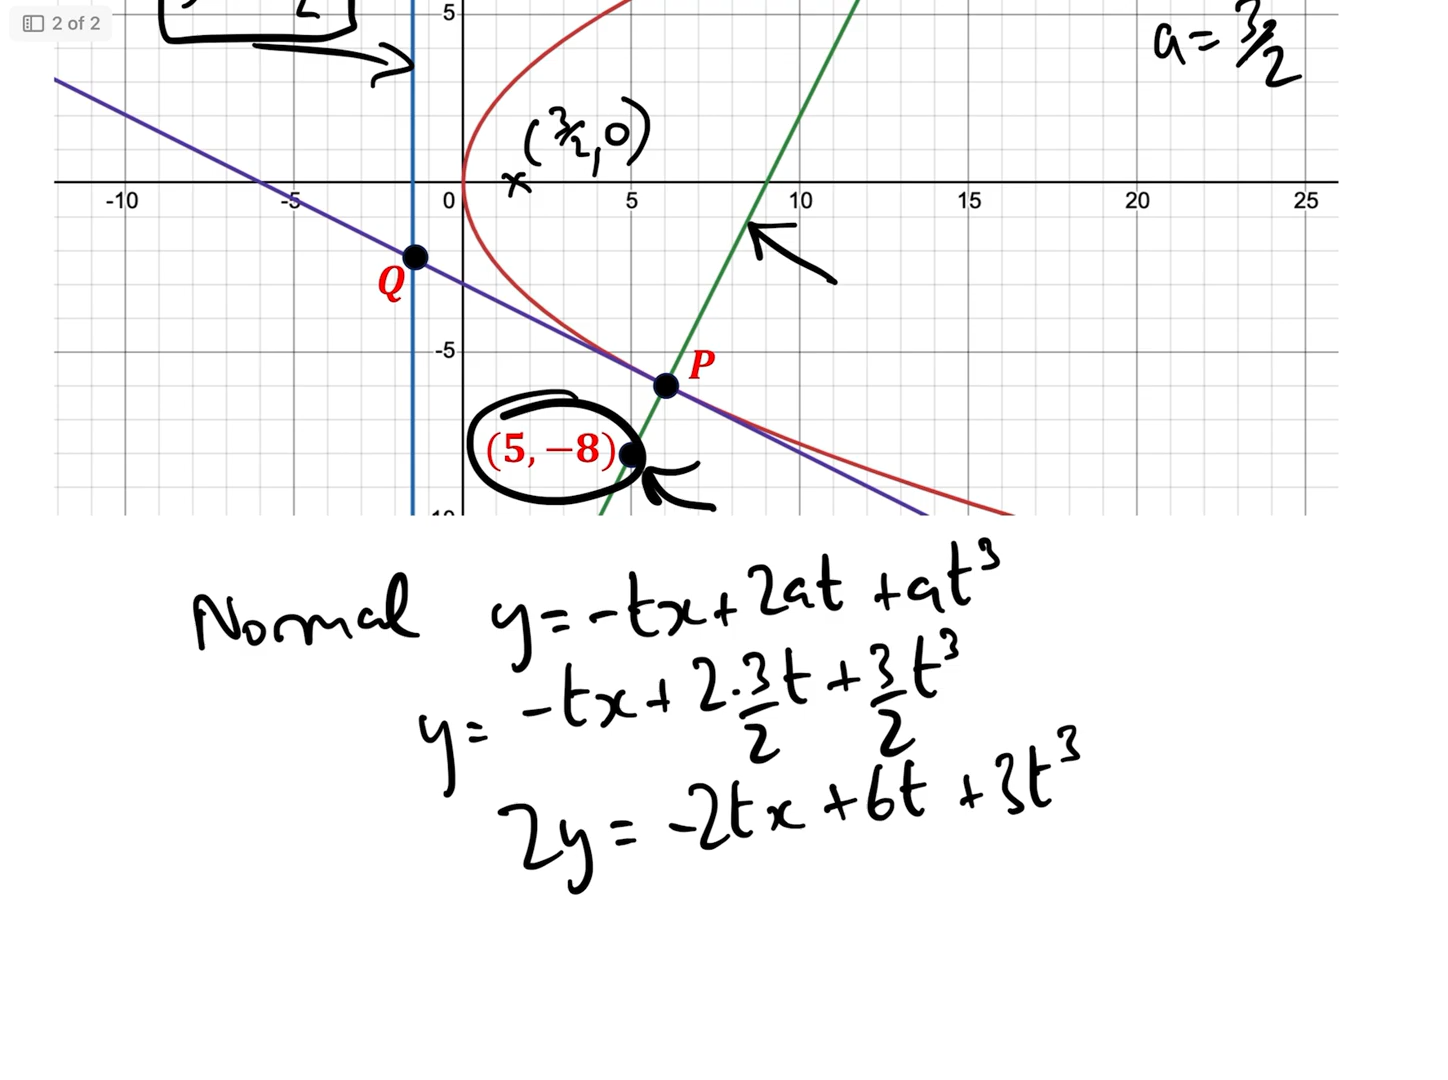 2 of 2
5
a = 3/2
(3/2, 0)
x
-10 -5 0 5 10 15 20 25
Q
-5
P
(5, −8)
Normal y = -tx + 2at + at³
y = -tx + 2·3/2 t + 3/2 t³
2y = -2tx + 6t + 3t³